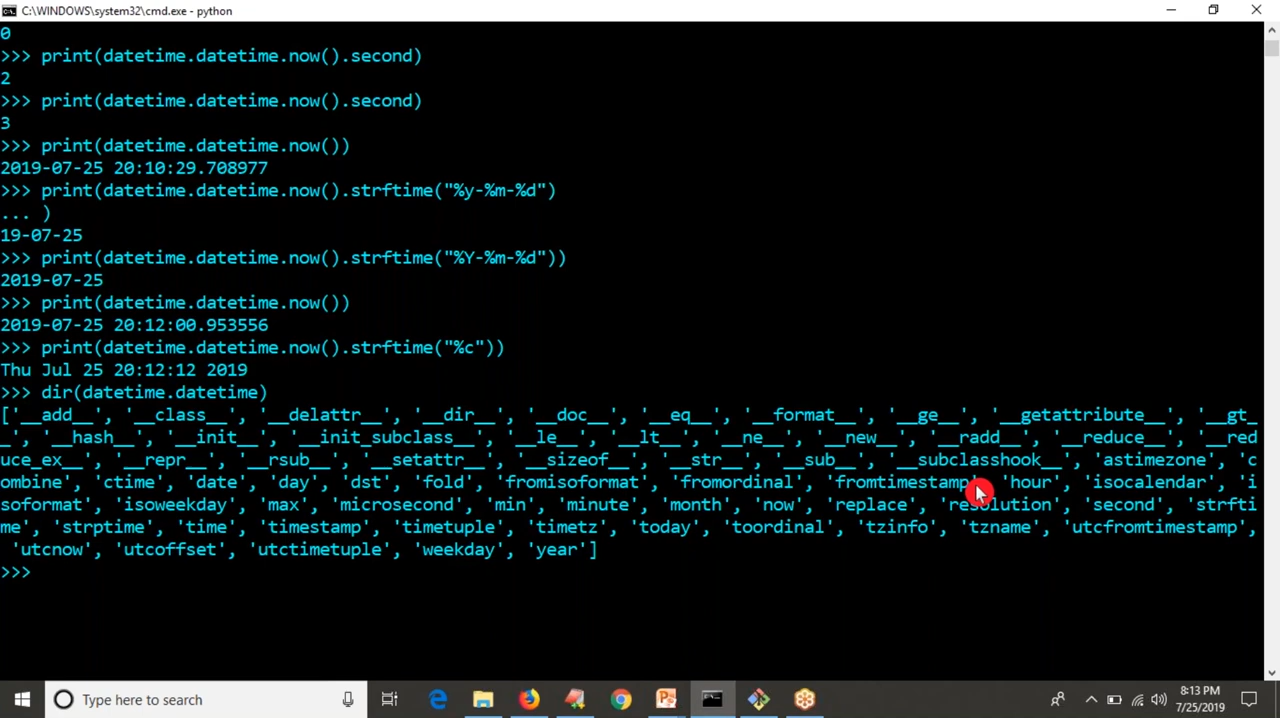 C:\WINDOWS\system32\cmd.exe - python
0
>>> print(datetime.datetime.now().second)
2
>>> print(datetime.datetime.now().second)
3
>>> print(datetime.datetime.now())
2019-07-25 20:10:29.708977
>>> print(datetime.datetime.now().strftime("%y-%m-%d")
... )
19-07-25
>>> print(datetime.datetime.now().strftime("%Y-%m-%d"))
2019-07-25
>>> print(datetime.datetime.now())
2019-07-25 20:12:00.953556
>>> print(datetime.datetime.now().strftime("%c"))
Thu Jul 25 20:12:12 2019
>>> dir(datetime.datetime)
['__add__', '__class__', '__delattr__', '__dir__', '__doc__', '__eq__', '__format__', '__ge__', '__getattribute__', '__gt_
_', '__hash__', '__init__', '__init_subclass__', '__le__', '__lt__', '__ne__', '__new__', '__radd__', '__reduce__', '__red
uce_ex__', '__repr__', '__rsub__', '__setattr__', '__sizeof__', '__str__', '__sub__', '__subclasshook__', 'astimezone', 'c
ombine', 'ctime', 'date', 'day', 'dst', 'fold', 'fromisoformat', 'fromordinal', 'fromtimestamp', 'hour', 'isocalendar', 'i
soformat', 'isoweekday', 'max', 'microsecond', 'min', 'minute', 'month', 'now', 'replace', 'resolution', 'second', 'strfti
me', 'strptime', 'time', 'timestamp', 'timetuple', 'timetz', 'today', 'toordinal', 'tzinfo', 'tzname', 'utcfromtimestamp',
 'utcnow', 'utcoffset', 'utctimetuple', 'weekday', 'year']
>>>
Type here to search
8:13 PM
7/25/2019